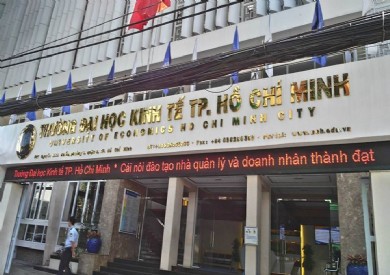 TRƯỜNG ĐẠI HỌC KINH TẾ TP. HỒ CHÍ MINH
UNIVERSITY OF ECONOMICS HO CHI MINH CITY
Trường Đại học Kinh tế TP. Hồ Chí Minh * Cái nôi đào tạo nhà quản lý và doanh nhân thành đạt